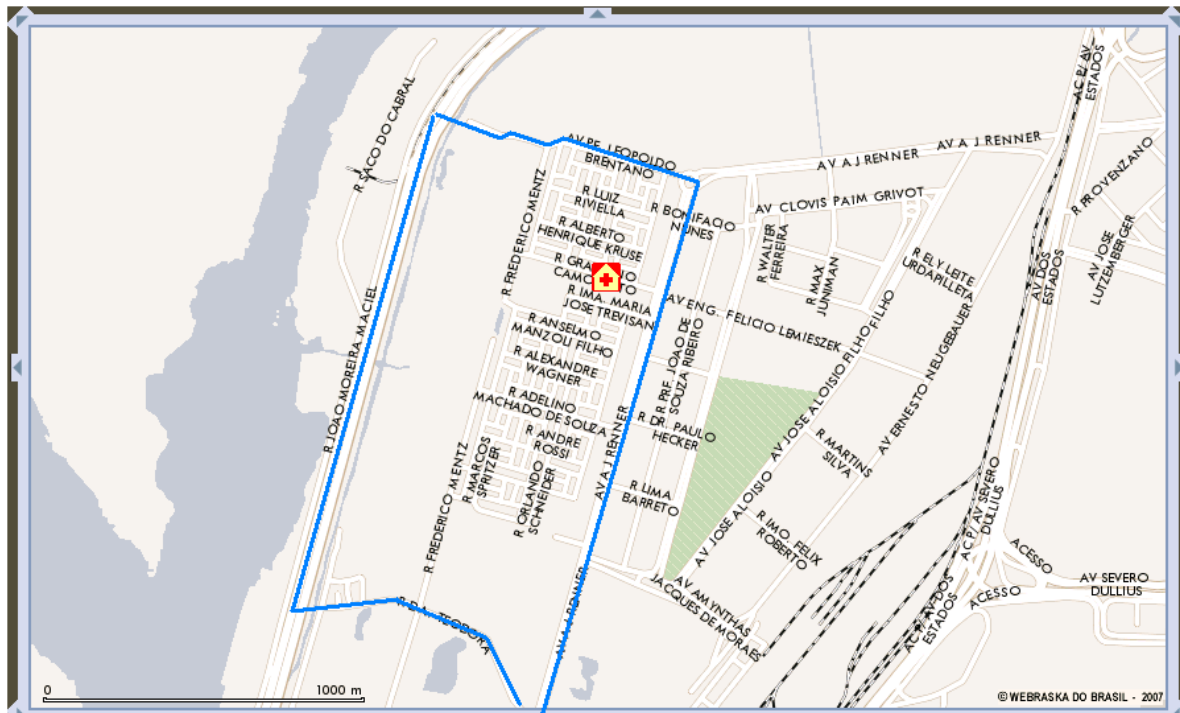 R SACO DO CABRAL
AV PE. LEOPOLDO
BRENTANO
AV A J RENNER
AV A J RENNER
AC P/ AV
ESTADOS
R PROVENZANO
R LUIZ
RIVIELLA
R BONIFACIO
NUNES
AV CLOVIS PAIM GRIVOT
R FREDERICO MENTZ
R ALBERTO
HENRIQUE KRUSE
R WALTER
FERREIRA
R MAX
JUNIMAN
R ELY LEITE
URDAPILLETA
AV DOS
ESTADOS
AV JOSE
LUTZEMBERGER
R IMA. MARIA
JOSE TREVISAN
AV ENG. FELICIO LEMIESZEK
R ANSELMO
MANZOLI FILHO
R PRF. JOAO DE
SOUZA RIBEIRO
R JOAO MOREIRA MACIEL
R ALEXANDRE
WAGNER
AV JOSE ALOISIO FILHO
FILHO
AV ERNESTO NEUGEBAUER
R ADELINO
MACHADO DE SOUZA
R DR. PAULO
HECKER
R ANDRE
ROSSI
AV A J RENNER
R MARTINS
SILVA
R MARCOS
SPRITZER
R ORLANDO
SCHNEIDER
R LIMA
BARRETO
AV JOSE ALOISIO
R IMO. FELIX
ROBERTO
AC P/ AV SEVERO
DULLIUS
R FREDERICO MENTZ
ACESSO
AV SEVERO
DULLIUS
ACESSO
AV AMYNTHAS
JACQUES DE MORAES
AC P/ AV DOS
ESTADOS
R DA. TEODORA
AV A J RENNER
0 1000 m
© WEBRASKA DO BRASIL - 2007